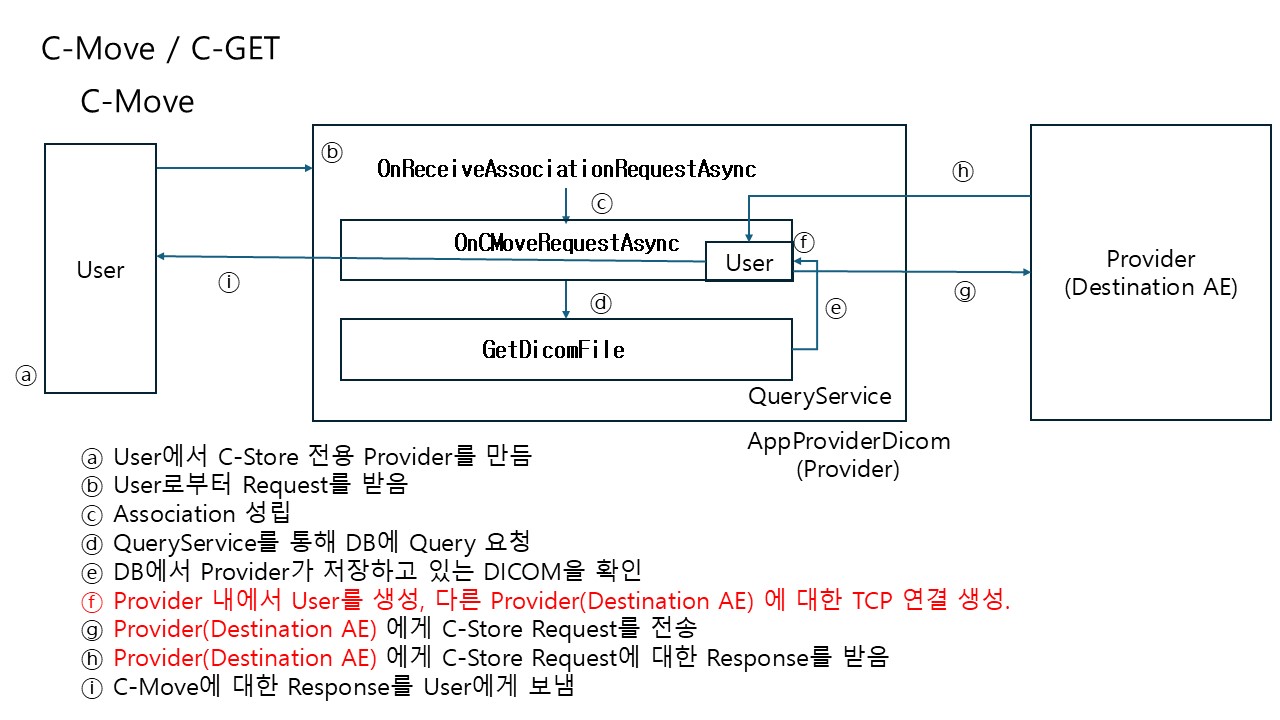 C-Move / C-GET
C-Move
ⓑ
OnReceiveAssociationRequestAsync
ⓗ
ⓒ
OnCMoveRequestAsync
ⓕ
User
User
Provider
(Destination AE)
ⓘ
ⓖ
ⓓ
ⓔ
GetDicomFile
ⓐ
QueryService
AppProviderDicom
(Provider)
ⓐ User에서 C-Store 전용 Provider를 만듬
ⓑ User로부터 Request를 받음
ⓒ Association 성립
ⓓ QueryService를 통해 DB에 Query 요청
ⓔ DB에서 Provider가 저장하고 있는 DICOM을 확인
ⓕ Provider 내에서 User를 생성, 다른 Provider(Destination AE) 에 대한 TCP 연결 생성.
ⓖ Provider(Destination AE) 에게 C-Store Request를 전송
ⓗ Provider(Destination AE) 에게 C-Store Request에 대한 Response를 받음
ⓘ C-Move에 대한 Response를 User에게 보냄